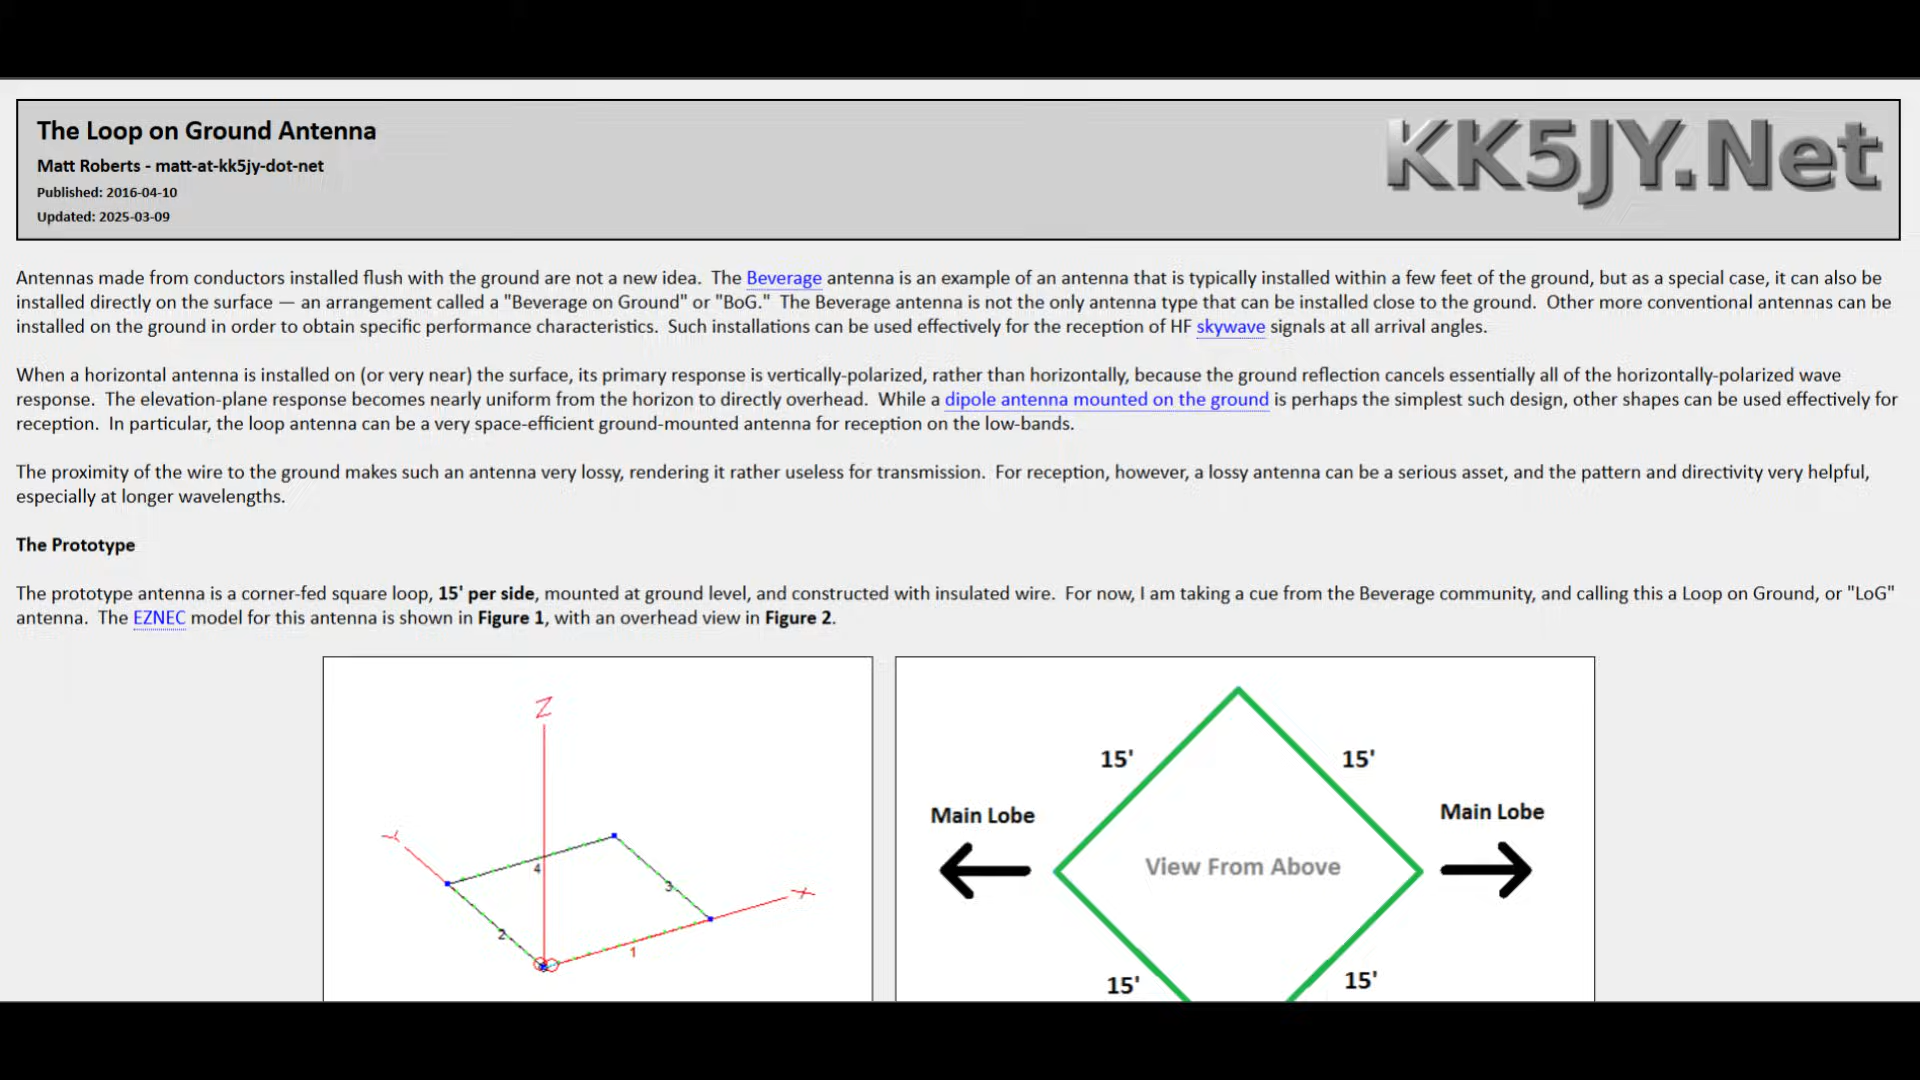 The Loop on Ground Antenna
KK5JY.Net
Matt Roberts - matt-at-kk5jy-dot-net
Published: 2016-04-10
Updated: 2025-03-09
Antennas made from conductors installed flush with the ground are not a new idea. The Beverage antenna is an example of an antenna that is typically installed within a few feet of the ground, but as a special case, it can also be
installed directly on the surface — an arrangement called a "Beverage on Ground" or "BoG." The Beverage antenna is not the only antenna type that can be installed close to the ground. Other more conventional antennas can be
installed on the ground in order to obtain specific performance characteristics. Such installations can be used effectively for the reception of HF skywave signals at all arrival angles.
When a horizontal antenna is installed on (or very near) the surface, its primary response is vertically-polarized, rather than horizontally, because the ground reflection cancels essentially all of the horizontally-polarized wave
response. The elevation-plane response becomes nearly uniform from the horizon to directly overhead. While a dipole antenna mounted on the ground is perhaps the simplest such design, other shapes can be used effectively for
reception. In particular, the loop antenna can be a very space-efficient ground-mounted antenna for reception on the low-bands.
The proximity of the wire to the ground makes such an antenna very lossy, rendering it rather useless for transmission. For reception, however, a lossy antenna can be a serious asset, and the pattern and directivity very helpful,
especially at longer wavelengths.
The Prototype
The prototype antenna is a corner-fed square loop, 15' per side, mounted at ground level, and constructed with insulated wire. For now, I am taking a cue from the Beverage community, and calling this a Loop on Ground, or "LoG"
antenna. The EZNEC model for this antenna is shown in Figure 1, with an overhead view in Figure 2.
Z
Y
X
4
3
2
1
15'
15'
Main Lobe
Main Lobe
View From Above
15'
15'